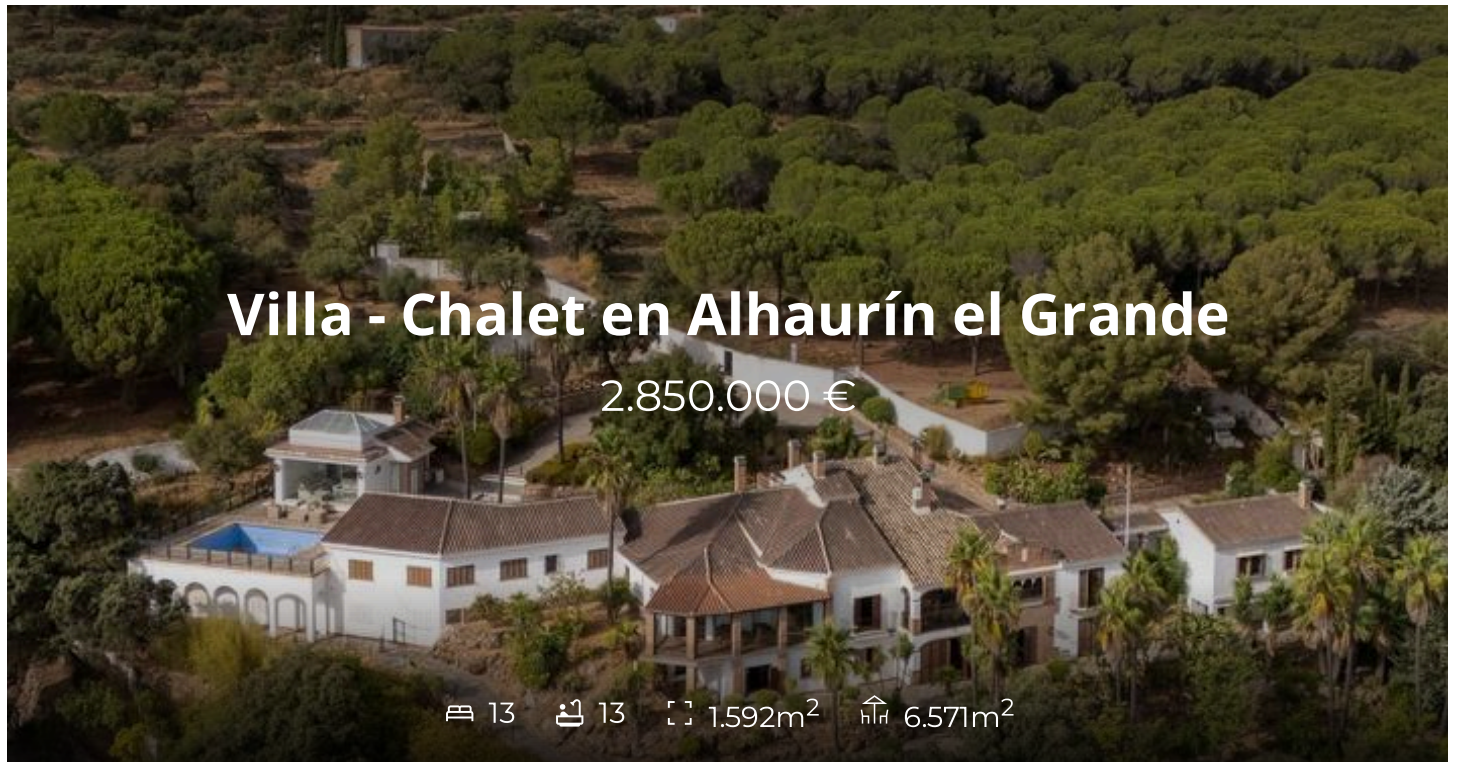 Villa - Chalet en Alhaurín el Grande
2.850.000 €
13 13 1.592m² 6.571m²